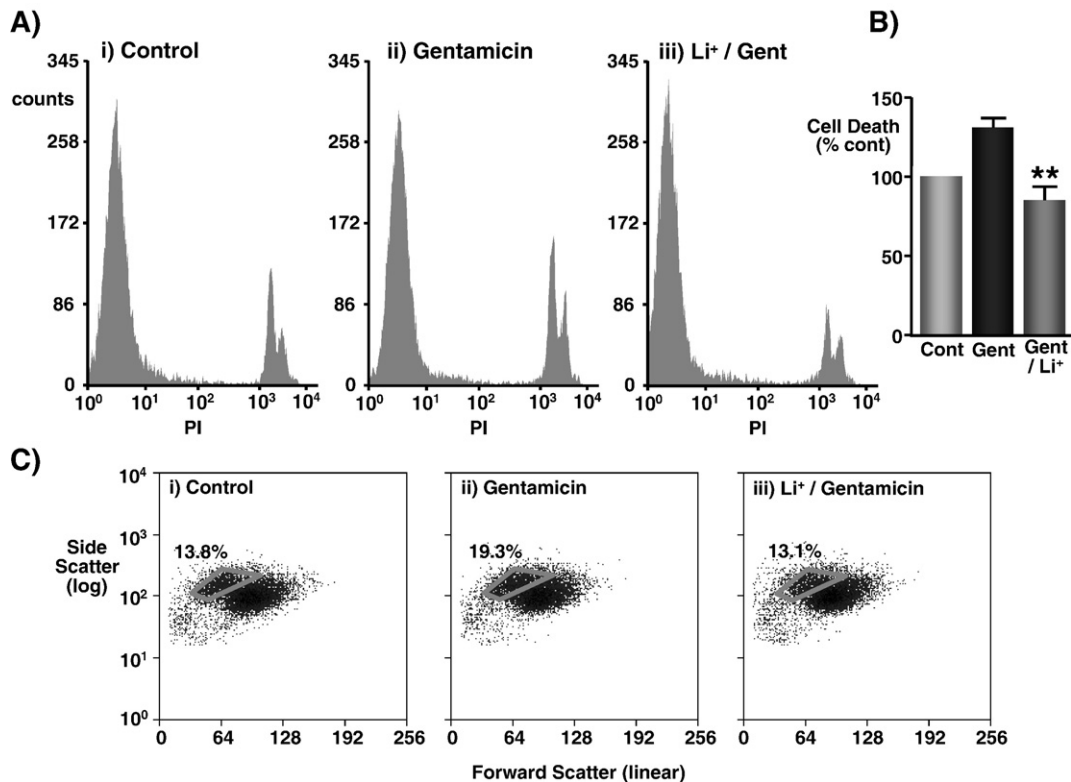 A)
i) Control
ii) Gentamicin
iii) Li⁺ / Gent
B)
345
counts
258
172
86
0
10⁰ 10¹ 10² 10³ 10⁴
PI
345
258
172
86
0
10⁰ 10¹ 10² 10³ 10⁴
PI
345
258
172
86
0
10⁰ 10¹ 10² 10³ 10⁴
PI
150
Cell Death
(% cont)
100
50
0
**
Cont Gent Gent
/ Li⁺
C)
10⁴
10³
Side
Scatter
(log)
10²
10¹
10⁰
i) Control
13.8%
0 64 128 192 256
ii) Gentamicin
19.3%
0 64 128 192 256
iii) Li⁺ / Gentamicin
13.1%
0 64 128 192 256
Forward Scatter (linear)